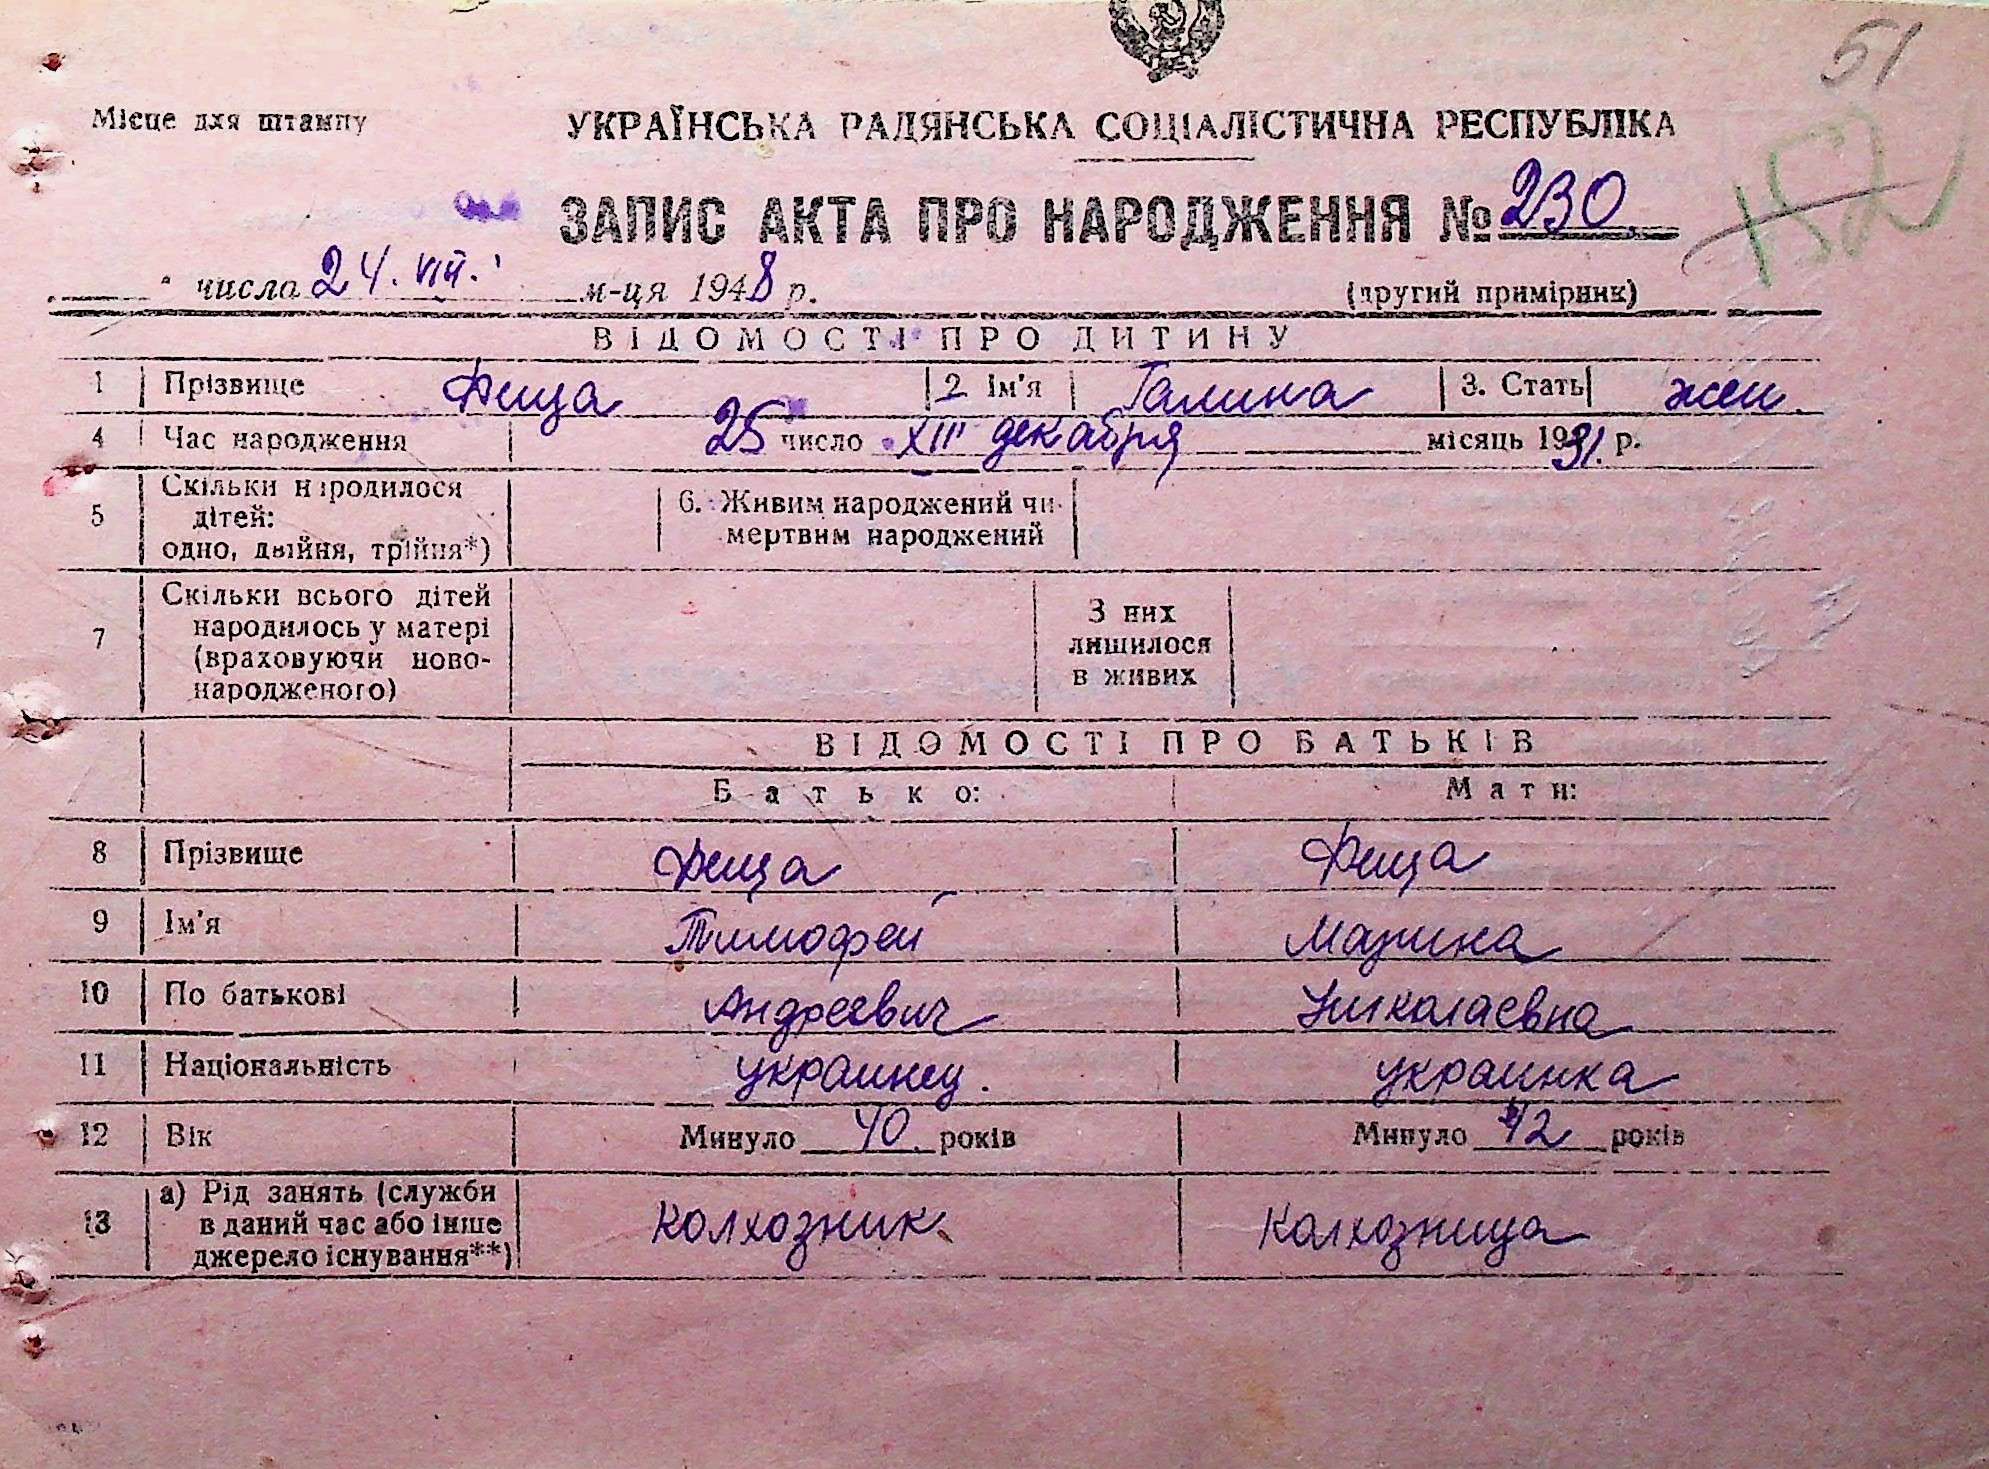 51
Місце для штампу
УКРАЇНСЬКА РАДЯНСЬКА СОЦІАЛІСТИЧНА РЕСПУБЛІКА
152
ЗАПИС АКТА ПРО НАРОДЖЕННЯ № 230
числа 24. VIII. м-ця 1948 р. (другий примірник)
ВІДОМОСТІ ПРО ДИТИНУ
1 Прізвище 2 Ім'я Галина 3. Стать жен.
4 Час народження 25 число XIII декабря місяць 1931. р.
5 Скільки народилося дітей: одно, двійня, трійня*) 6. Живим народжений чи мертвим народжений
7 Скільки всього дітей народилось у матері (враховуючи новонародженого) З них лишилося в живих
ВІДОМОСТІ ПРО БАТЬКІВ
Батько: Мати:
8 Прізвище
9 Ім'я Тимофей
10 По батькові Андреевич Николаевна
11 Національність украинец. украинка
12 Вік Минуло 40 років Минуло 42 років
13 а) Рід занять (служби в даний час або інше джерело існування**) Колхозник Колхозница